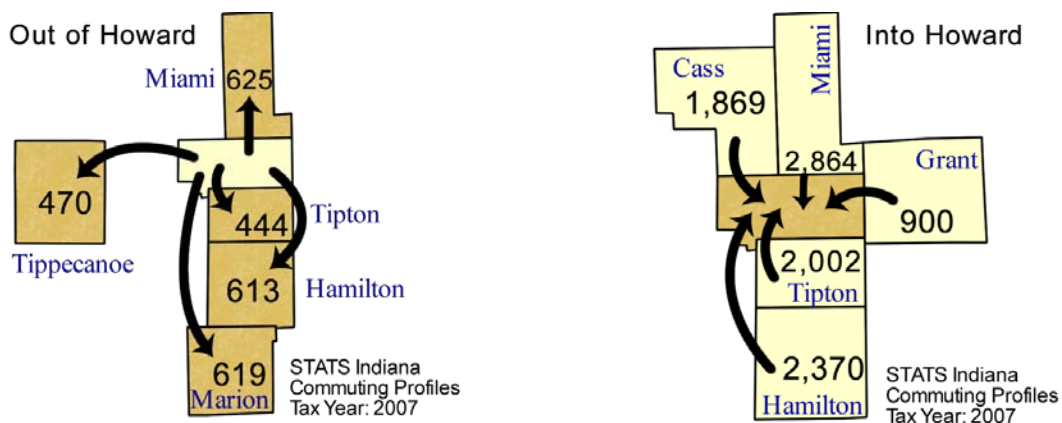 Out of Howard
Miami
625
470
Tippecanoe
444
Tipton
613
Hamilton
619
Marion
STATS Indiana
Commuting Profiles
Tax Year: 2007
Into Howard
Cass
1,869
Miami
2,864
Grant
900
2,002
Tipton
2,370
Hamilton
STATS Indiana
Commuting Profiles
Tax Year: 2007